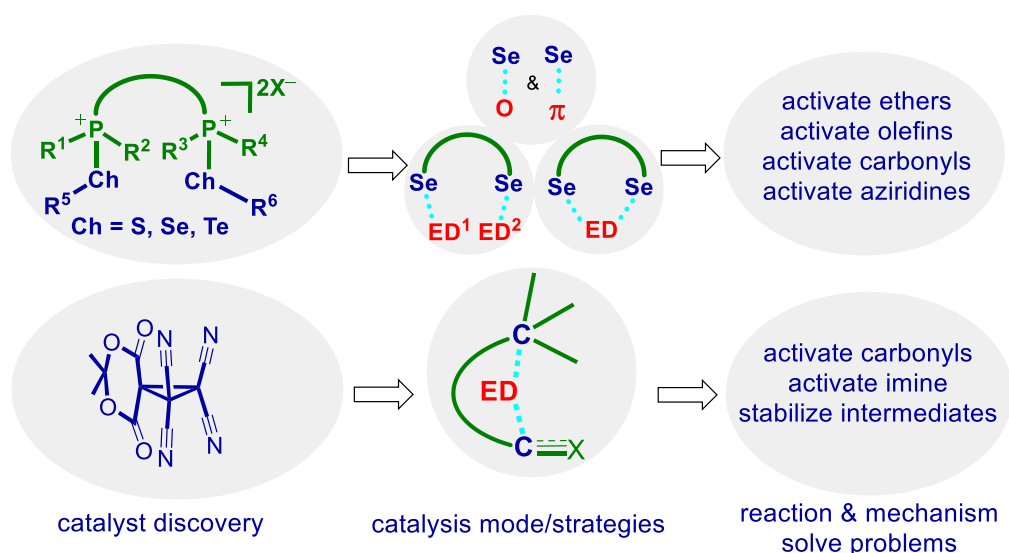 2X⁻
P⁺ P⁺
R¹ R² R³ R⁴
Ch Ch
R⁵ R⁶
Ch = S, Se, Te
Se Se
&
O π
Se Se
ED¹ ED²
Se Se
ED
activate ethers
activate olefins
activate carbonyls
activate aziridines
O N N
O
O
O N N
C
ED
C X
activate carbonyls
activate imine
stabilize intermediates
catalyst discovery
catalysis mode/strategies
reaction & mechanism
solve problems